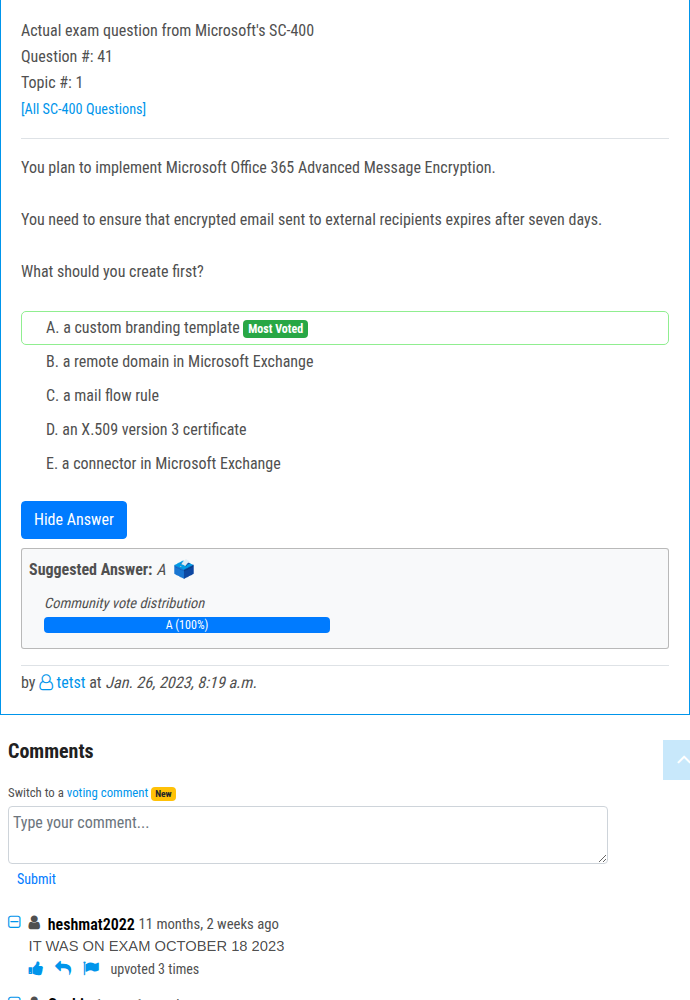 Actual exam question from Microsoft's SC-400
Question #: 41
Topic #: 1
[All SC-400 Questions]
You plan to implement Microsoft Office 365 Advanced Message Encryption.
You need to ensure that encrypted email sent to external recipients expires after seven days.
What should you create first?
A. a custom branding template Most Voted
B. a remote domain in Microsoft Exchange
C. a mail flow rule
D. an X.509 version 3 certificate
E. a connector in Microsoft Exchange
Hide Answer
Suggested Answer: A
Community vote distribution
A (100%)
by tetst at Jan. 26, 2023, 8:19 a.m.
Comments
Switch to a voting comment New
Type your comment...
Submit
heshmat2022 11 months, 2 weeks ago
IT WAS ON EXAM OCTOBER 18 2023
upvoted 3 times